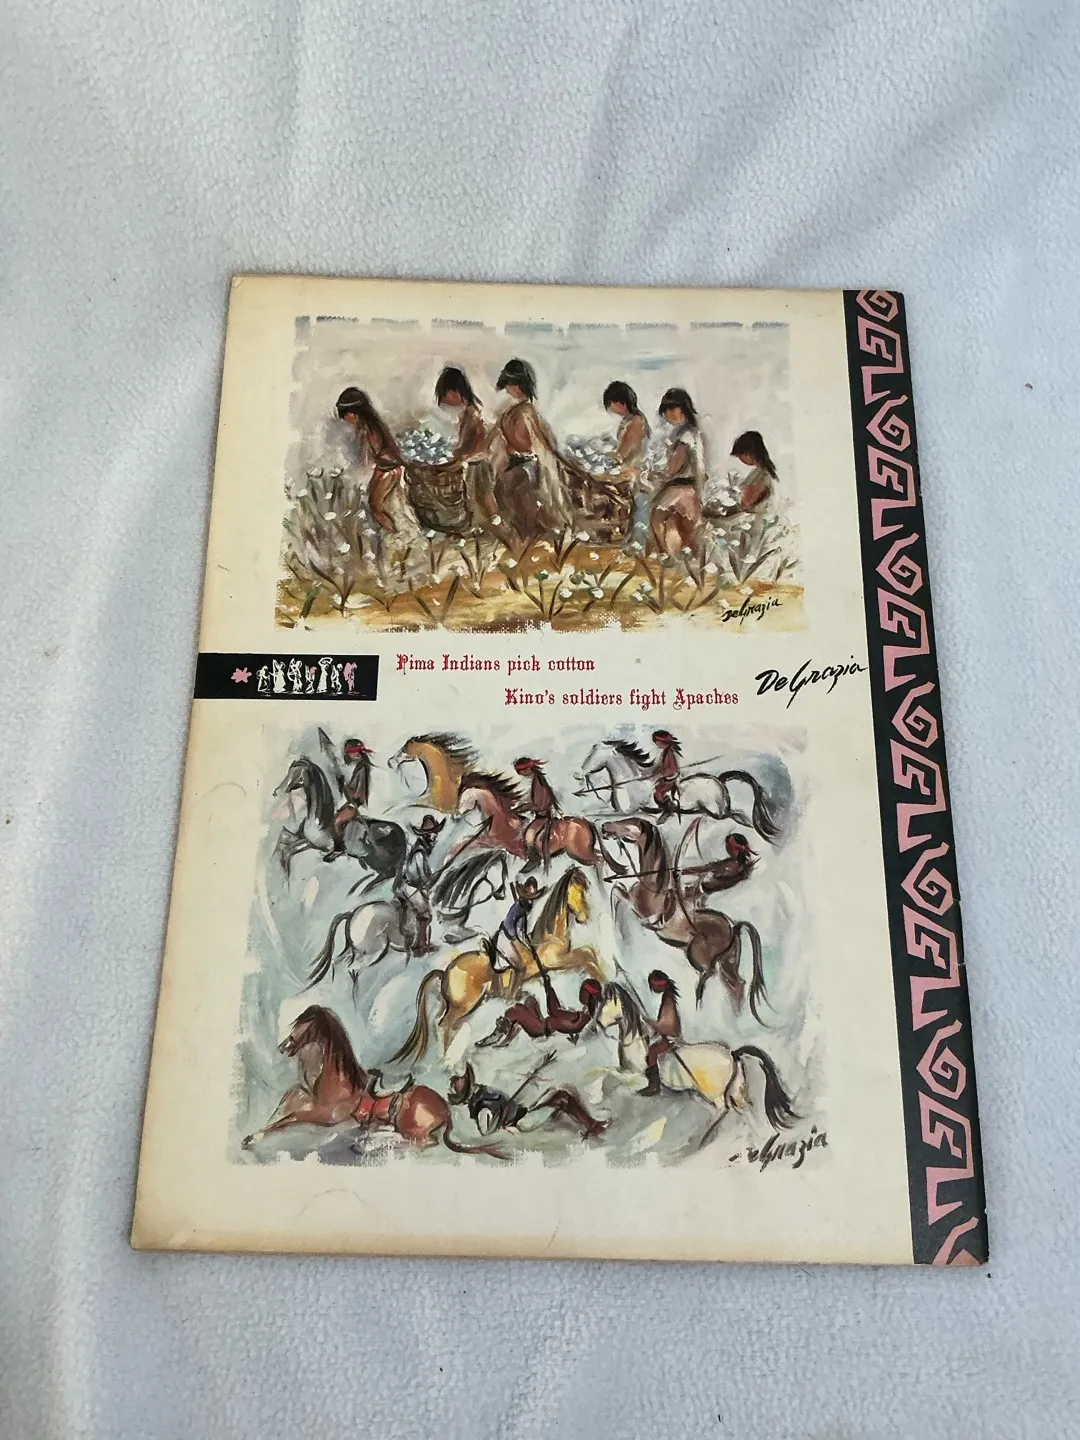 DeGrazia
Pima Indians pick cotton
Kino's soldiers fight Apaches
DeGrazia
DeGrazia